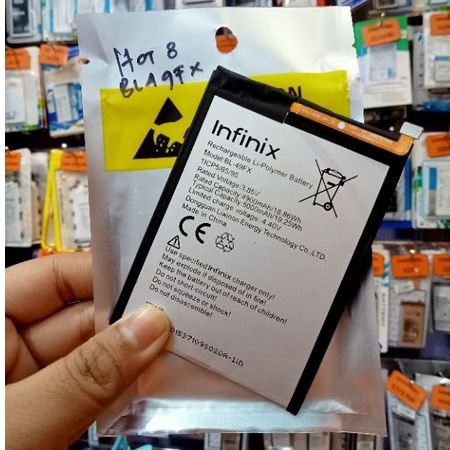 Hot 8
BL49FX
Infinix
Rechargeable Li-Polymer Battery
Model: BL-49FX
1ICP5/65/95
Rated Voltage: 3.85V
Rated Capacity: 4900mAh/18.86Wh
Typical Capacity: 5000mAh/19.25Wh
Limited charge voltage: 4.40V
Dongguan Liwinon Energy Technology Co., LTD.
Made in China
CE
Use specified Infinix charger only!
May explode if disposed of in fire!
Keep the battery out of reach of children!
Do not short-circuit!
Do not squeeze or shock!
Do not disassemble!